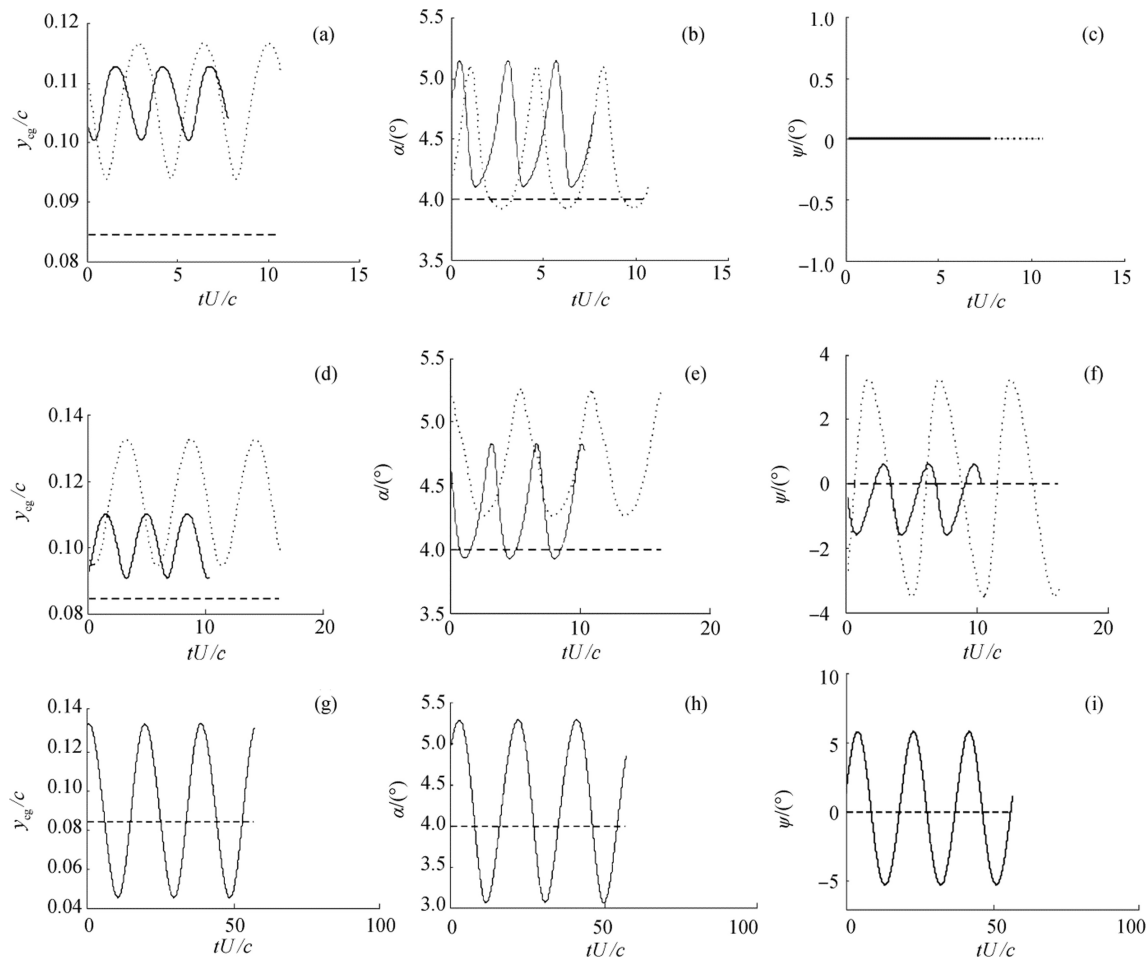 (a)
0.12
0.11
0.10
0.09
0.08
y_cg/c
0 5 10 15
tU/c
(b)
5.5
5.0
4.5
4.0
3.5
α/(°)
0 5 10 15
tU/c
(c)
1.0
0.5
0
−0.5
−1.0
ψ/(°)
0 5 10 15
tU/c
(d)
0.14
0.12
0.10
0.08
y_cg/c
0 10 20
tU/c
(e)
5.5
5.0
4.5
4.0
3.5
α/(°)
0 10 20
tU/c
(f)
4
2
0
−2
−4
ψ/(°)
0 10 20
tU/c
(g)
0.14
0.12
0.10
0.08
0.06
0.04
y_cg/c
0 50 100
tU/c
(h)
5.5
5.0
4.5
4.0
3.5
3.0
α/(°)
0 50 100
tU/c
(i)
10
5
0
−5
ψ/(°)
0 50 100
tU/c